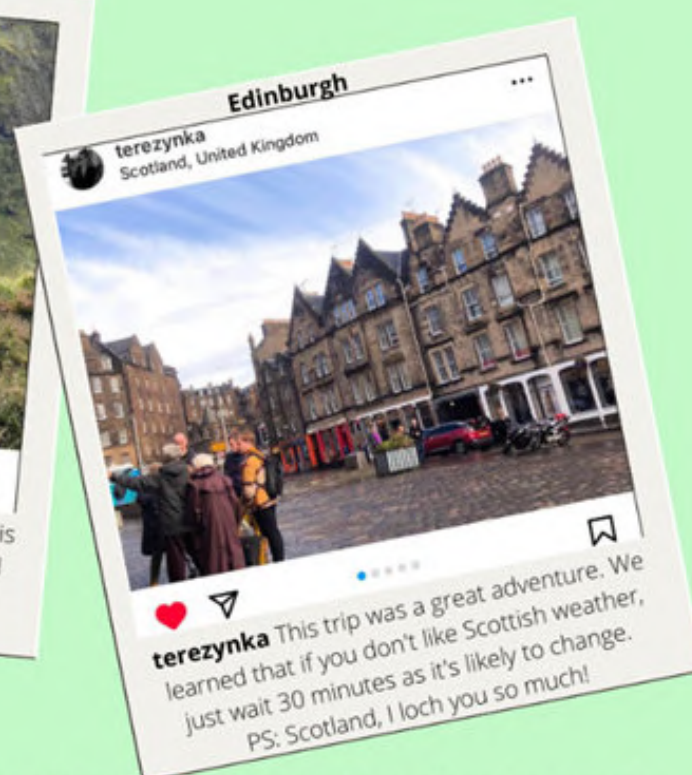 Edinburgh
terezynka
Scotland, United Kingdom
terezynka This trip was a great adventure. We
learned that if you don't like Scottish weather,
just wait 30 minutes as it's likely to change.
PS: Scotland, I loch you so much!
is